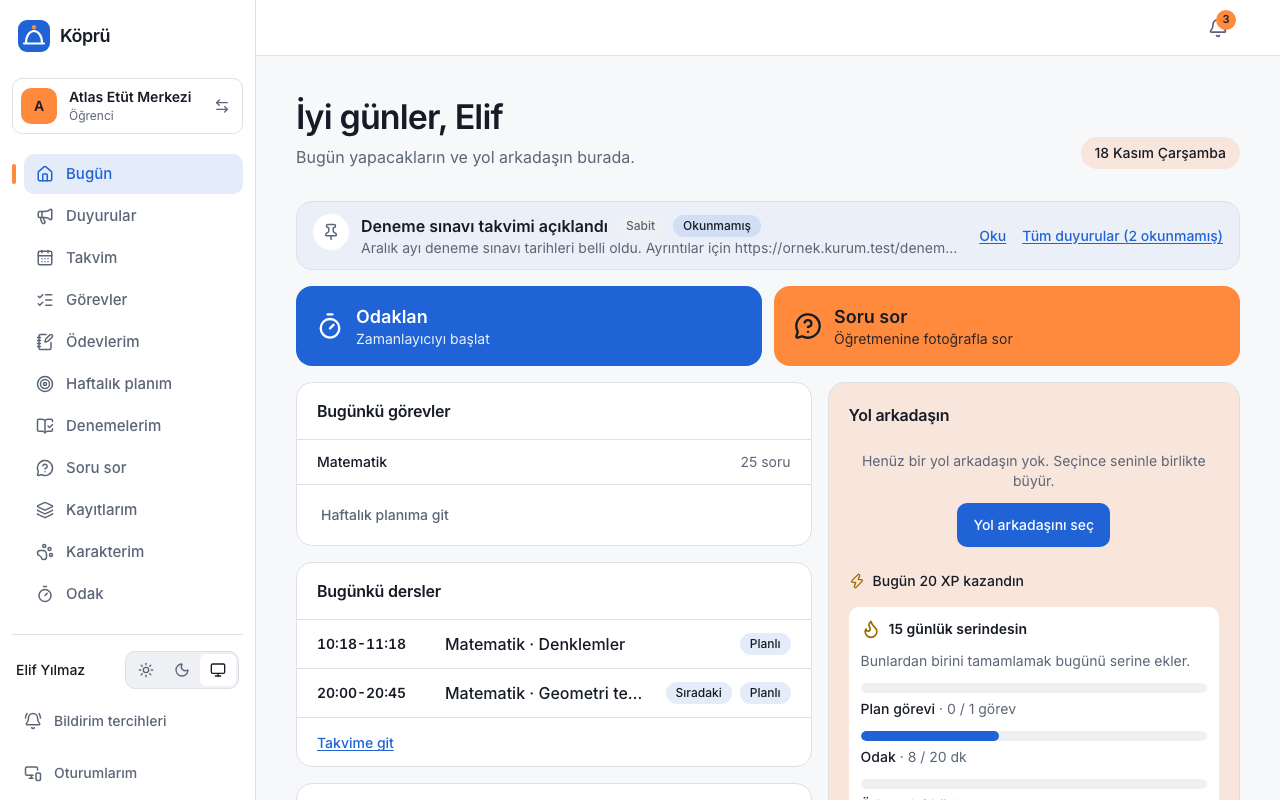 Köprü
A
Atlas Etüt Merkezi
Öğrenci
Bugün
Duyurular
Takvim
Görevler
Ödevlerim
Haftalık planım
Denemelerim
Soru sor
Kayıtlarım
Karakterim
Odak
Elif Yılmaz
Bildirim tercihleri
Oturumlarım
3
İyi günler, Elif
Bugün yapacakların ve yol arkadaşın burada.
18 Kasım Çarşamba
Deneme sınavı takvimi açıklandı Sabit Okunmamış
Aralık ayı deneme sınavı tarihleri belli oldu. Ayrıntılar için https://ornek.kurum.test/denem…
Oku Tüm duyurular (2 okunmamış)
Odaklan
Zamanlayıcıyı başlat
Soru sor
Öğretmenine fotoğrafla sor
Bugünkü görevler
Matematik 25 soru
Haftalık planıma git
Bugünkü dersler
10:18-11:18 Matematik · Denklemler Planlı
20:00-20:45 Matematik · Geometri te… Sıradaki Planlı
Takvime git
Yol arkadaşın
Henüz bir yol arkadaşın yok. Seçince seninle birlikte
büyür.
Yol arkadaşını seç
Bugün 20 XP kazandın
15 günlük serindesin
Bunlardan birini tamamlamak bugünü serine ekler.
Plan görevi · 0 / 1 görev
Odak · 8 / 20 dk